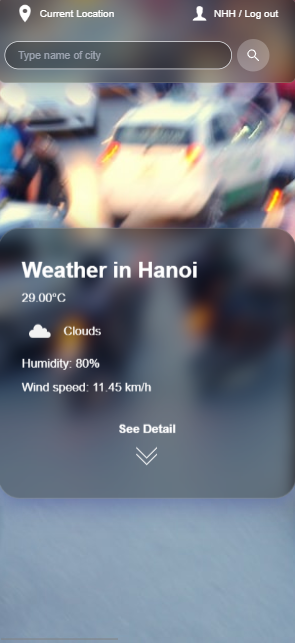 Current Location
NHH / Log out
Type name of city
Weather in Hanoi
29.00°C
Clouds
Humidity: 80%
Wind speed: 11.45 km/h
See Detail